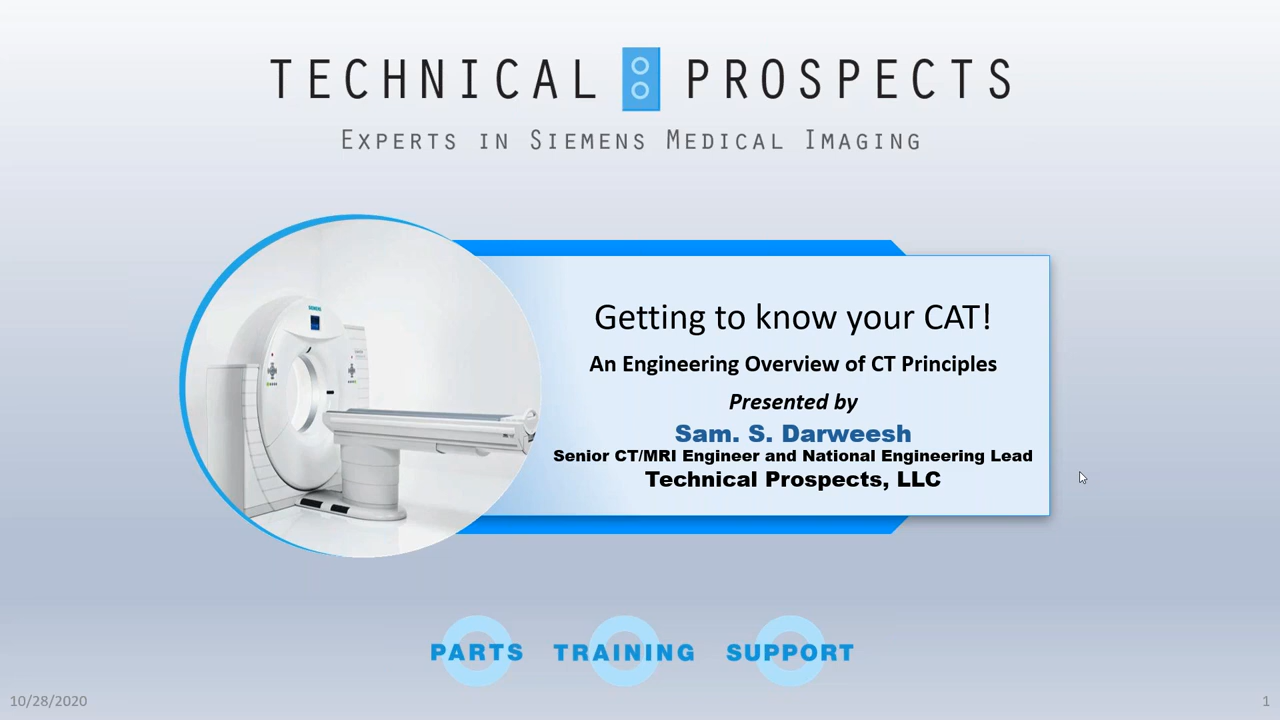 TECHNICAL PROSPECTS
EXPERTS IN SIEMENS MEDICAL IMAGING
SIEMENS
Getting to know your CAT!
An Engineering Overview of CT Principles
Presented by
Sam. S. Darweesh
Senior CT/MRI Engineer and National Engineering Lead
Technical Prospects, LLC
PARTS TRAINING SUPPORT
10/28/2020
1